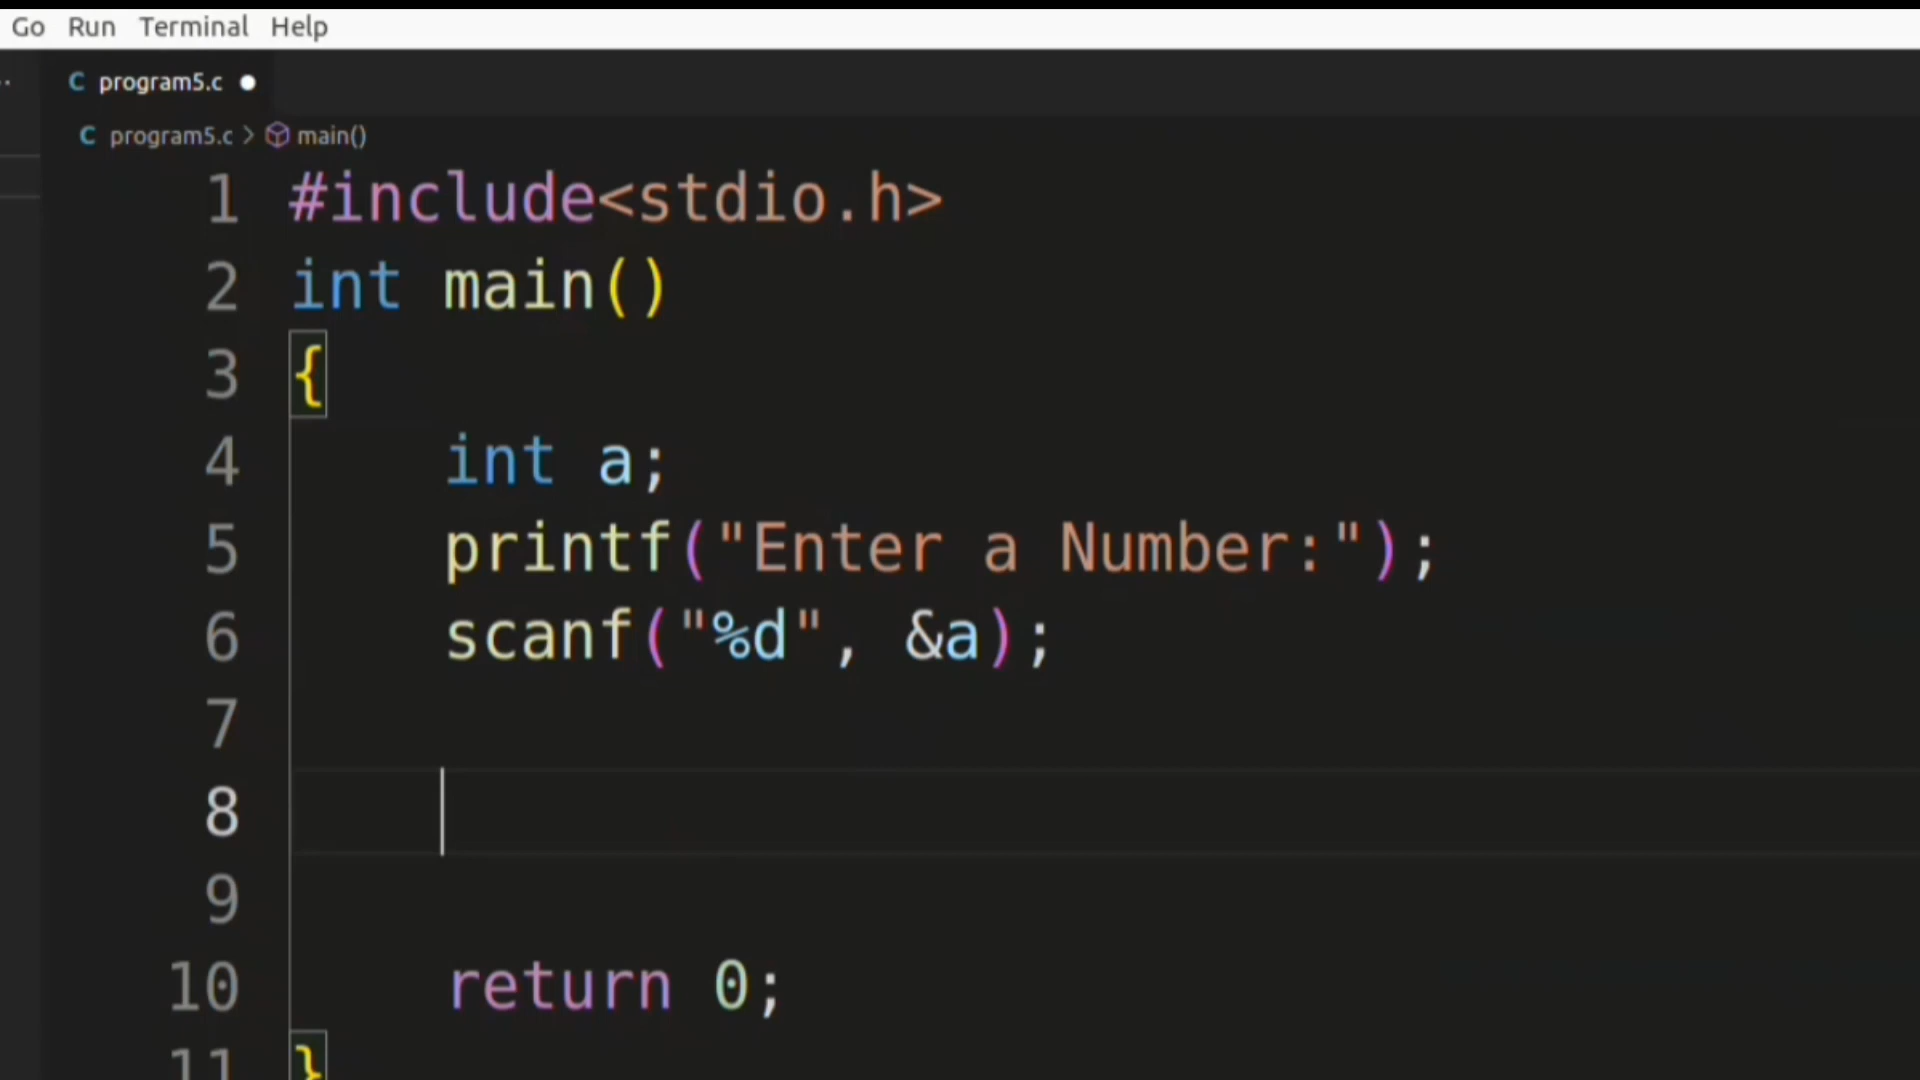 Go Run Terminal Help
C program5.c
C program5.c > main()
1 #include<stdio.h>
2 int main()
3 {
4 int a;
5 printf("Enter a Number:");
6 scanf("%d", &a);
7
8
9
10 return 0;
11 }